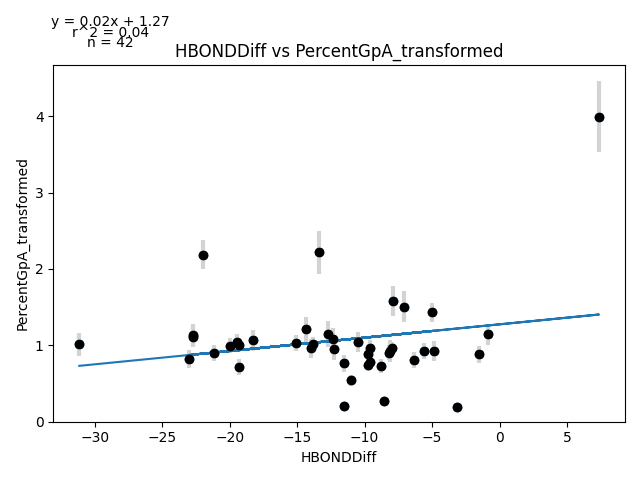 y = 0.02x + 1.27
r^2 = 0.04
n = 42
HBONDDiff vs PercentGpA_transformed
PercentGpA_transformed
4
3
2
1
0
−30 −25 −20 −15 −10 −5 0 5
HBONDDiff